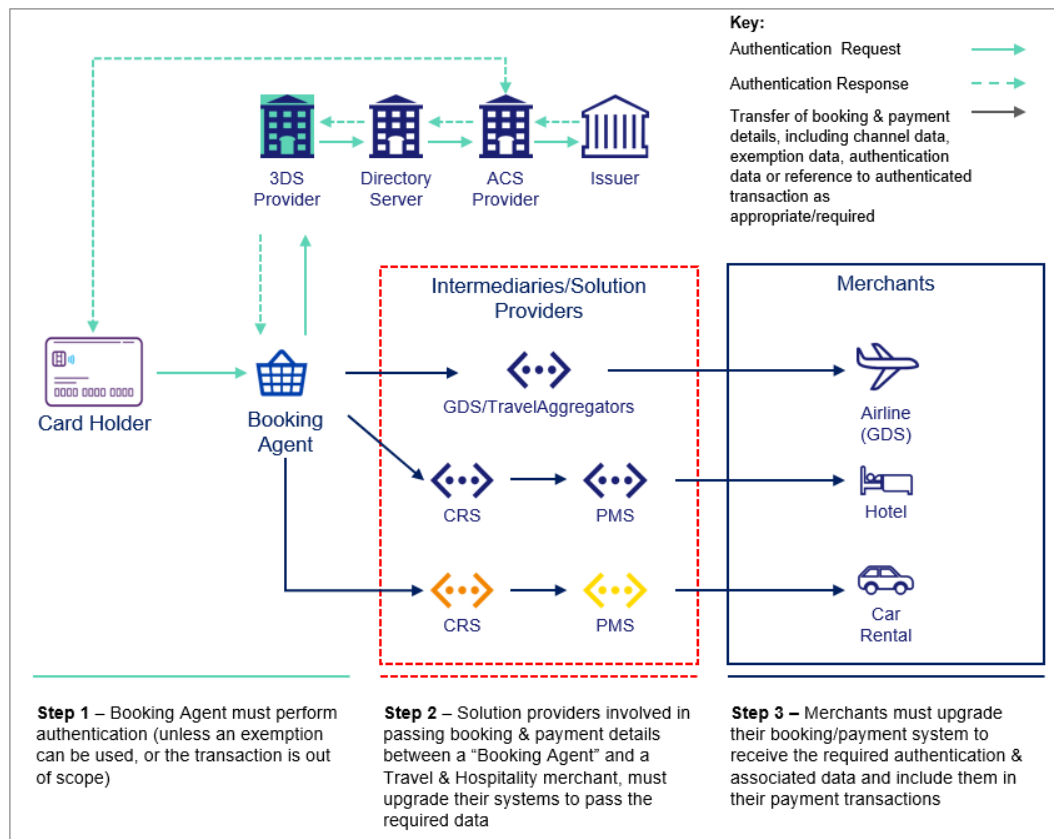 Key:
Authentication Request
Authentication Response
Transfer of booking & payment
details, including channel data,
exemption data, authentication
data or reference to authenticated
transaction as
appropriate/required
3DS
Provider
Directory
Server
ACS
Provider
Issuer
Intermediaries/Solution
Providers
Merchants
Card Holder
Booking
Agent
GDS/TravelAggregators
Airline
(GDS)
CRS
PMS
Hotel
CRS
PMS
Car
Rental
Step 1 – Booking Agent must perform
authentication (unless an exemption
can be used, or the transaction is out
of scope)
Step 2 – Solution providers involved in
passing booking & payment details
between a “Booking Agent” and a
Travel & Hospitality merchant, must
upgrade their systems to pass the
required data
Step 3 – Merchants must upgrade
their booking/payment system to
receive the required authentication &
associated data and include them in
their payment transactions